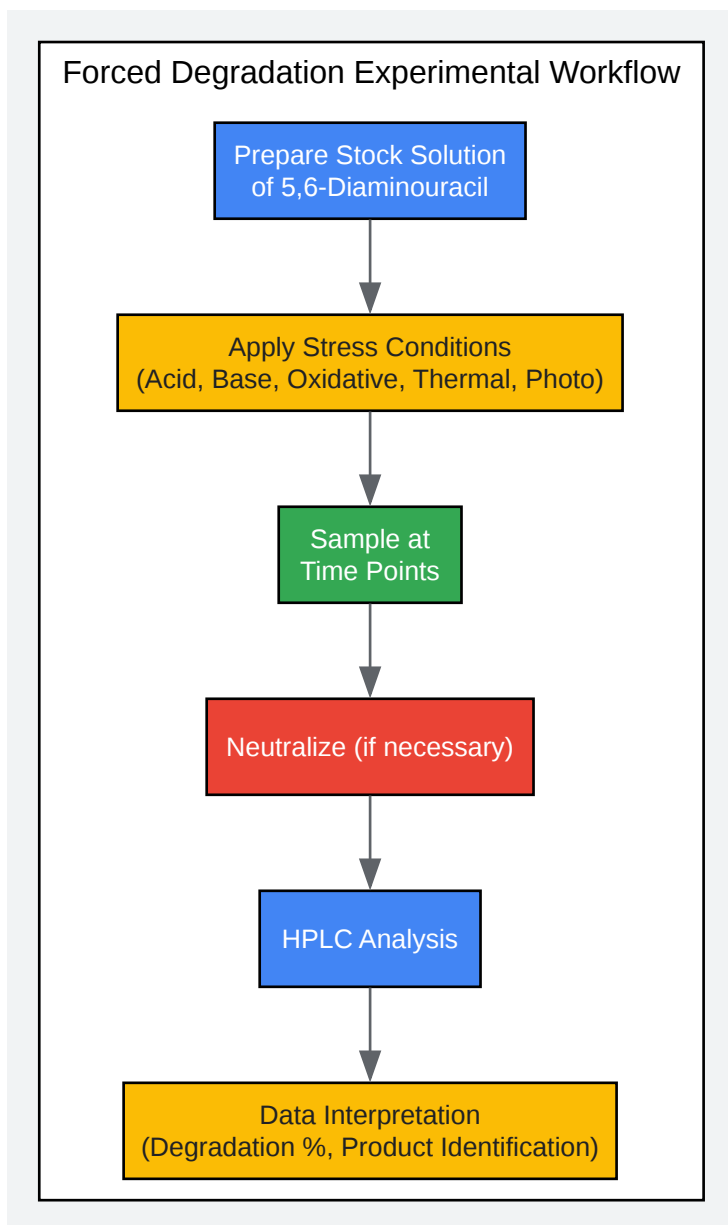 Forced Degradation Experimental Workflow
Prepare Stock Solution
of 5,6-Diaminouracil
Apply Stress Conditions
(Acid, Base, Oxidative, Thermal, Photo)
Sample at
Time Points
Neutralize (if necessary)
HPLC Analysis
Data Interpretation
(Degradation %, Product Identification)